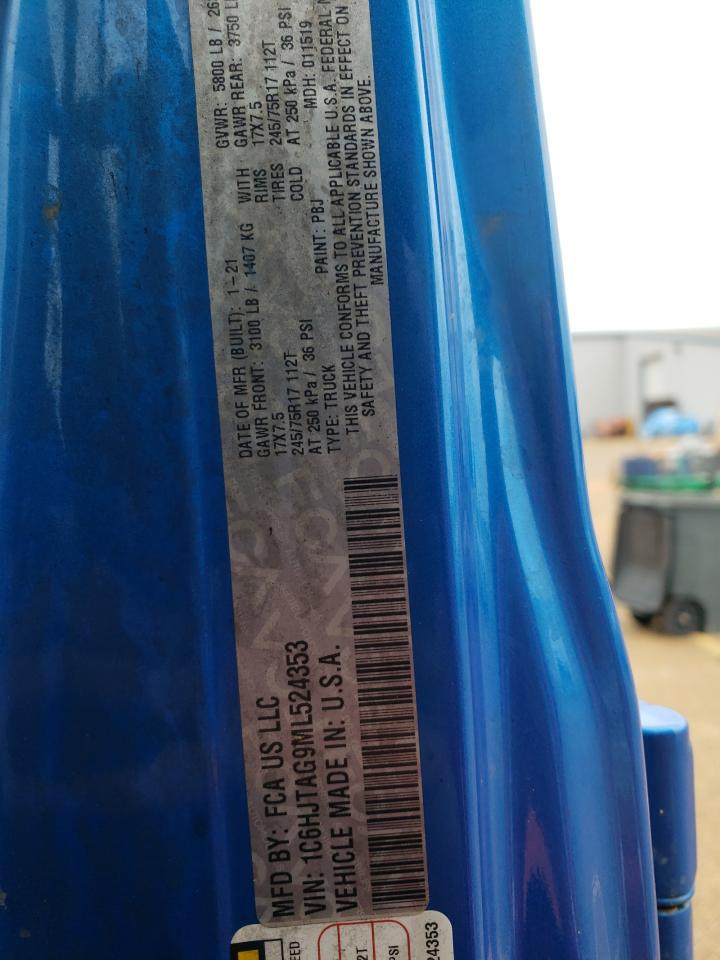 MFD BY: FCA US LLC
DATE OF MFR (BUILT): 1-21
GVWR: 5800 LB /
GAWR FRONT: 3100 LB / 1407 KG WITH
GAWR REAR: 3750
17X7.5 RIMS 17X7.5
245/75R17 112T TIRES 245/75R17 112T
AT 250 kPa / 36 PSI COLD AT 250 kPa / 36 PSI
VIN: 1C6HJTAG9ML524353
TYPE: TRUCK PAINT: PBJ MDH: 011519
VEHICLE MADE IN: U.S.A.
THIS VEHICLE CONFORMS TO ALL APPLICABLE U.S.A. FEDERAL
SAFETY AND THEFT PREVENTION STANDARDS IN EFFECT ON
MANUFACTURE SHOWN ABOVE.
FCA
24353